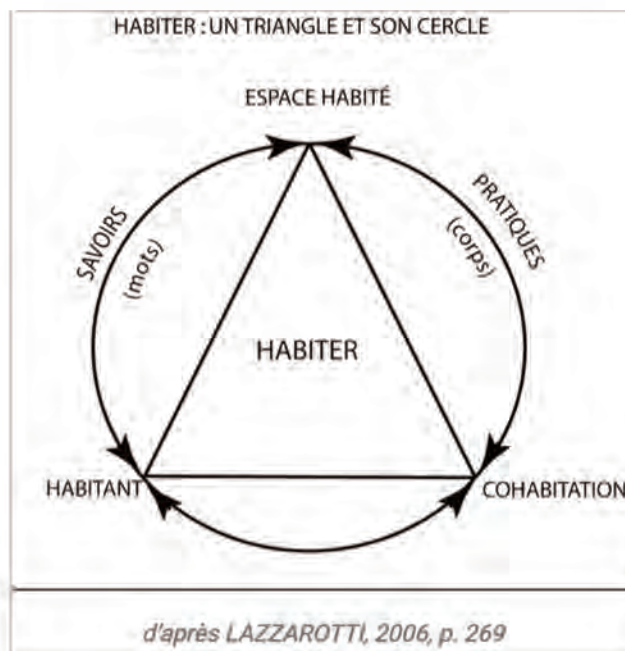 HABITER : UN TRIANGLE ET SON CERCLE
ESPACE HABITÉ
SAVOIRS
(mots)
PRATIQUES
(corps)
HABITER
HABITANT
COHABITATION
d'après LAZZAROTTI, 2006, p. 269